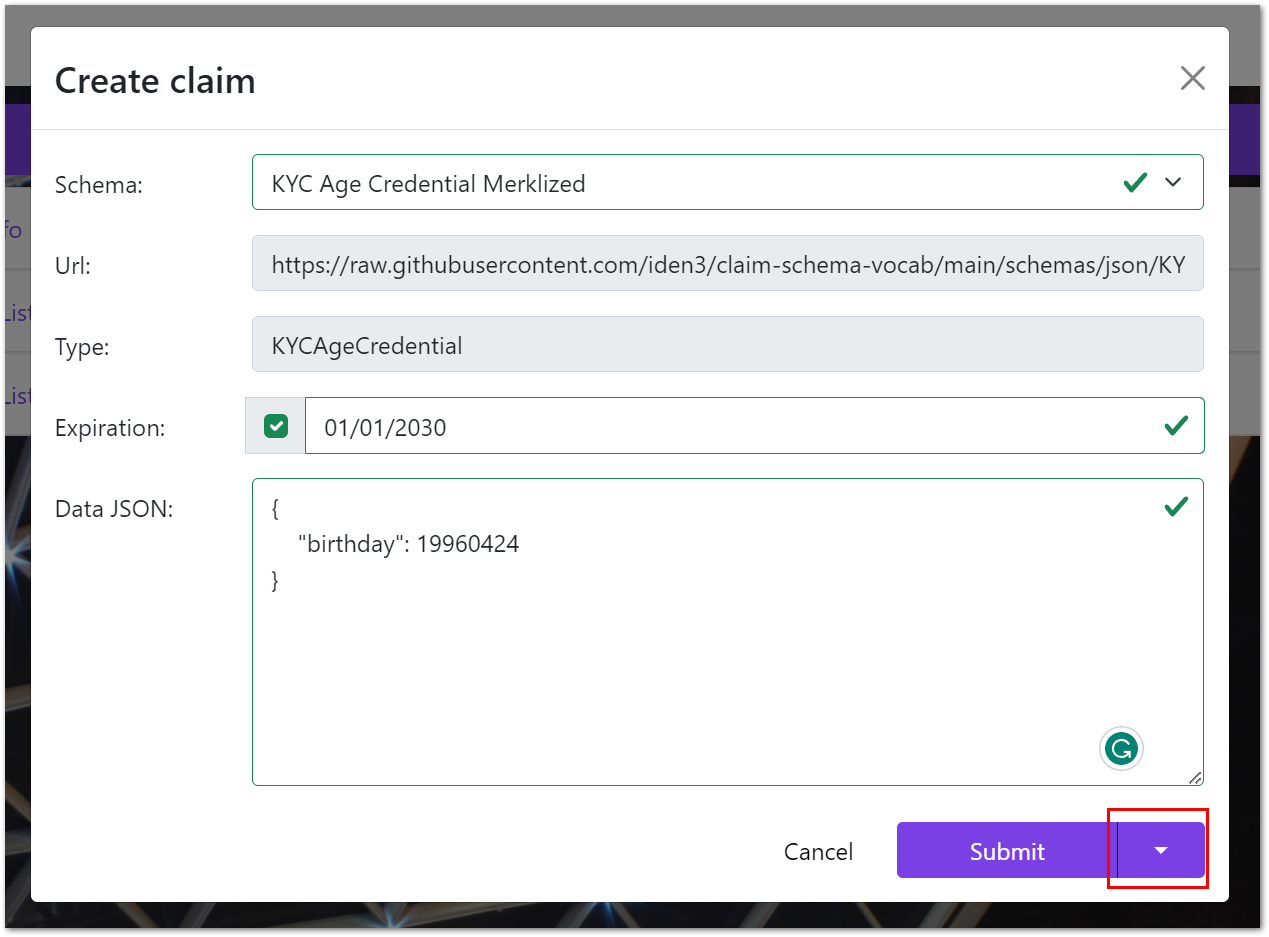 Create claim
Schema:
KYC Age Credential Merklized
fo
Url:
https://raw.githubusercontent.com/iden3/claim-schema-vocab/main/schemas/json/KY
List
Type:
KYCAgeCredential
List
Expiration:
01/01/2030
Data JSON:
{
"birthday": 19960424
}
Cancel
Submit